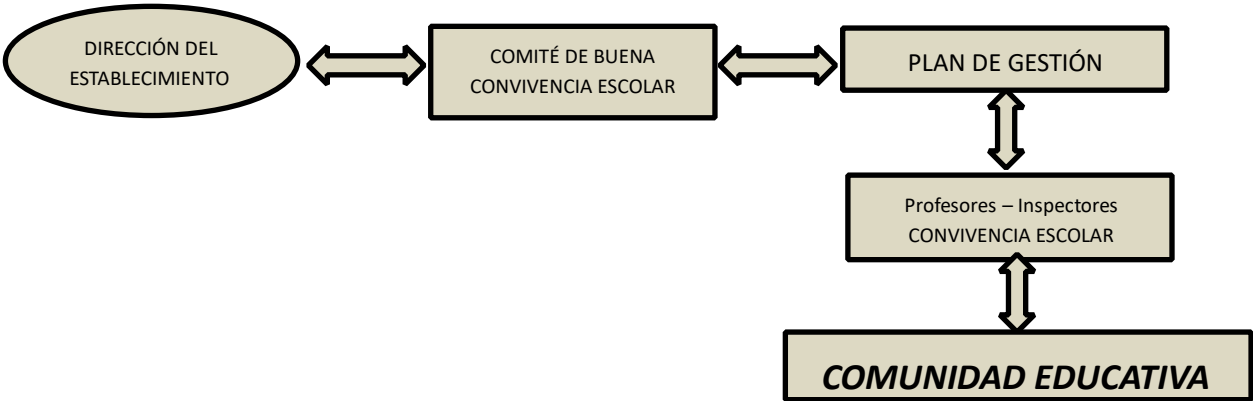 DIRECCIÓN DEL
ESTABLECIMIENTO
COMITÉ DE BUENA
CONVIVENCIA ESCOLAR
PLAN DE GESTIÓN
Profesores – Inspectores
CONVIVENCIA ESCOLAR
COMUNIDAD EDUCATIVA